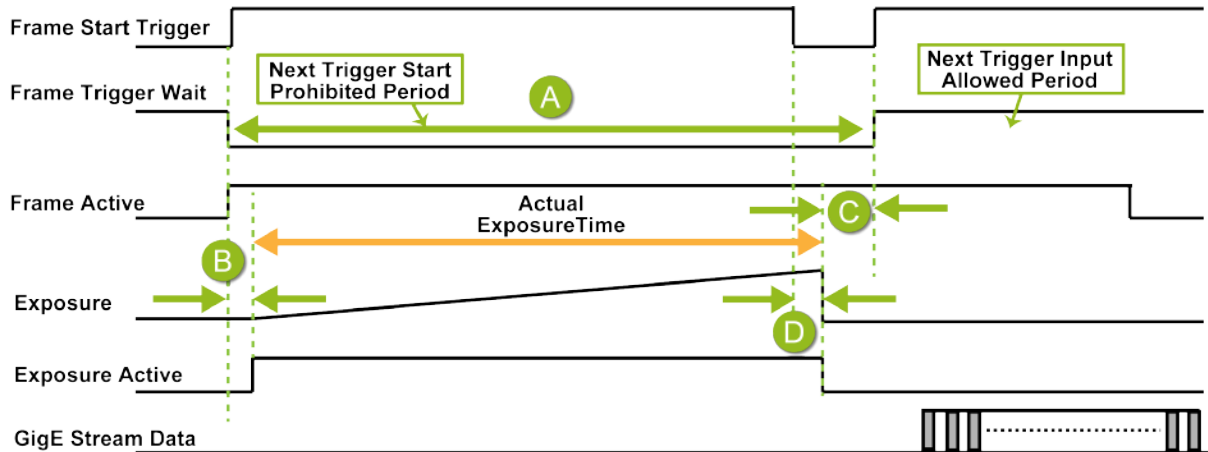 Frame Start Trigger
Next Trigger Start
Prohibited Period
A
Next Trigger Input
Allowed Period
Frame Trigger Wait
Frame Active
Actual
ExposureTime
C
B
Exposure
D
Exposure Active
GigE Stream Data